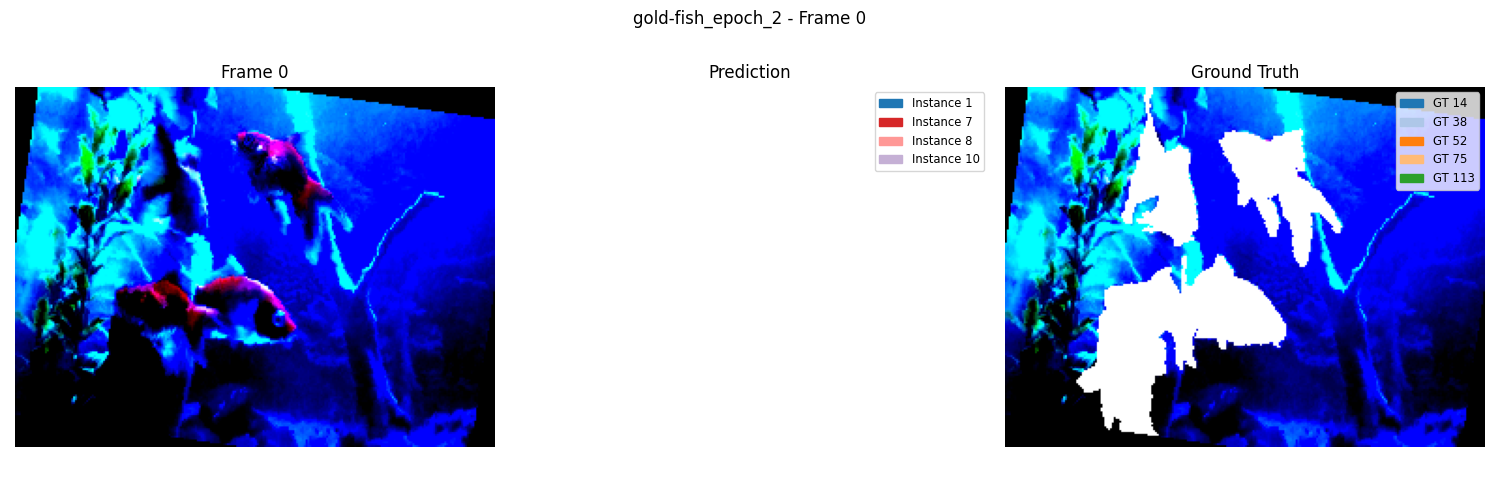 gold-fish_epoch_2 - Frame 0
Frame 0
Prediction
Ground Truth
Instance 1
Instance 7
Instance 8
Instance 10
GT 14
GT 38
GT 52
GT 75
GT 113